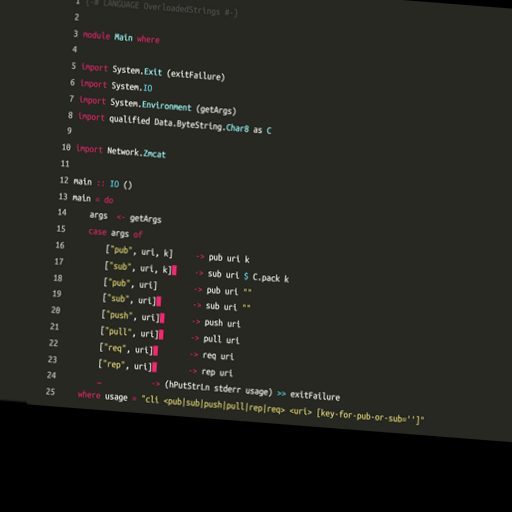 1 {-# LANGUAGE OverloadedStrings #-}
2
3 module Main where
4
5 import System.Exit (exitFailure)
6 import System.IO
7 import System.Environment (getArgs)
8 import qualified Data.ByteString.Char8 as C
9
10 import Network.Zmcat
11
12 main :: IO ()
13 main = do
14 args <- getArgs
15 case args of
16 ["pub", uri, k] -> pub uri k
17 ["sub", uri, k] -> sub uri $ C.pack k
18 ["pub", uri] -> pub uri ""
19 ["sub", uri] -> sub uri ""
20 ["push", uri] -> push uri
21 ["pull", uri] -> pull uri
22 ["req", uri] -> req uri
23 ["rep", uri] -> rep uri
24 _ -> (hPutStrLn stderr usage) >> exitFailure
25 where usage = "cli <pub|sub|push|pull|rep|req> <uri> [key-for-pub-or-sub='']"